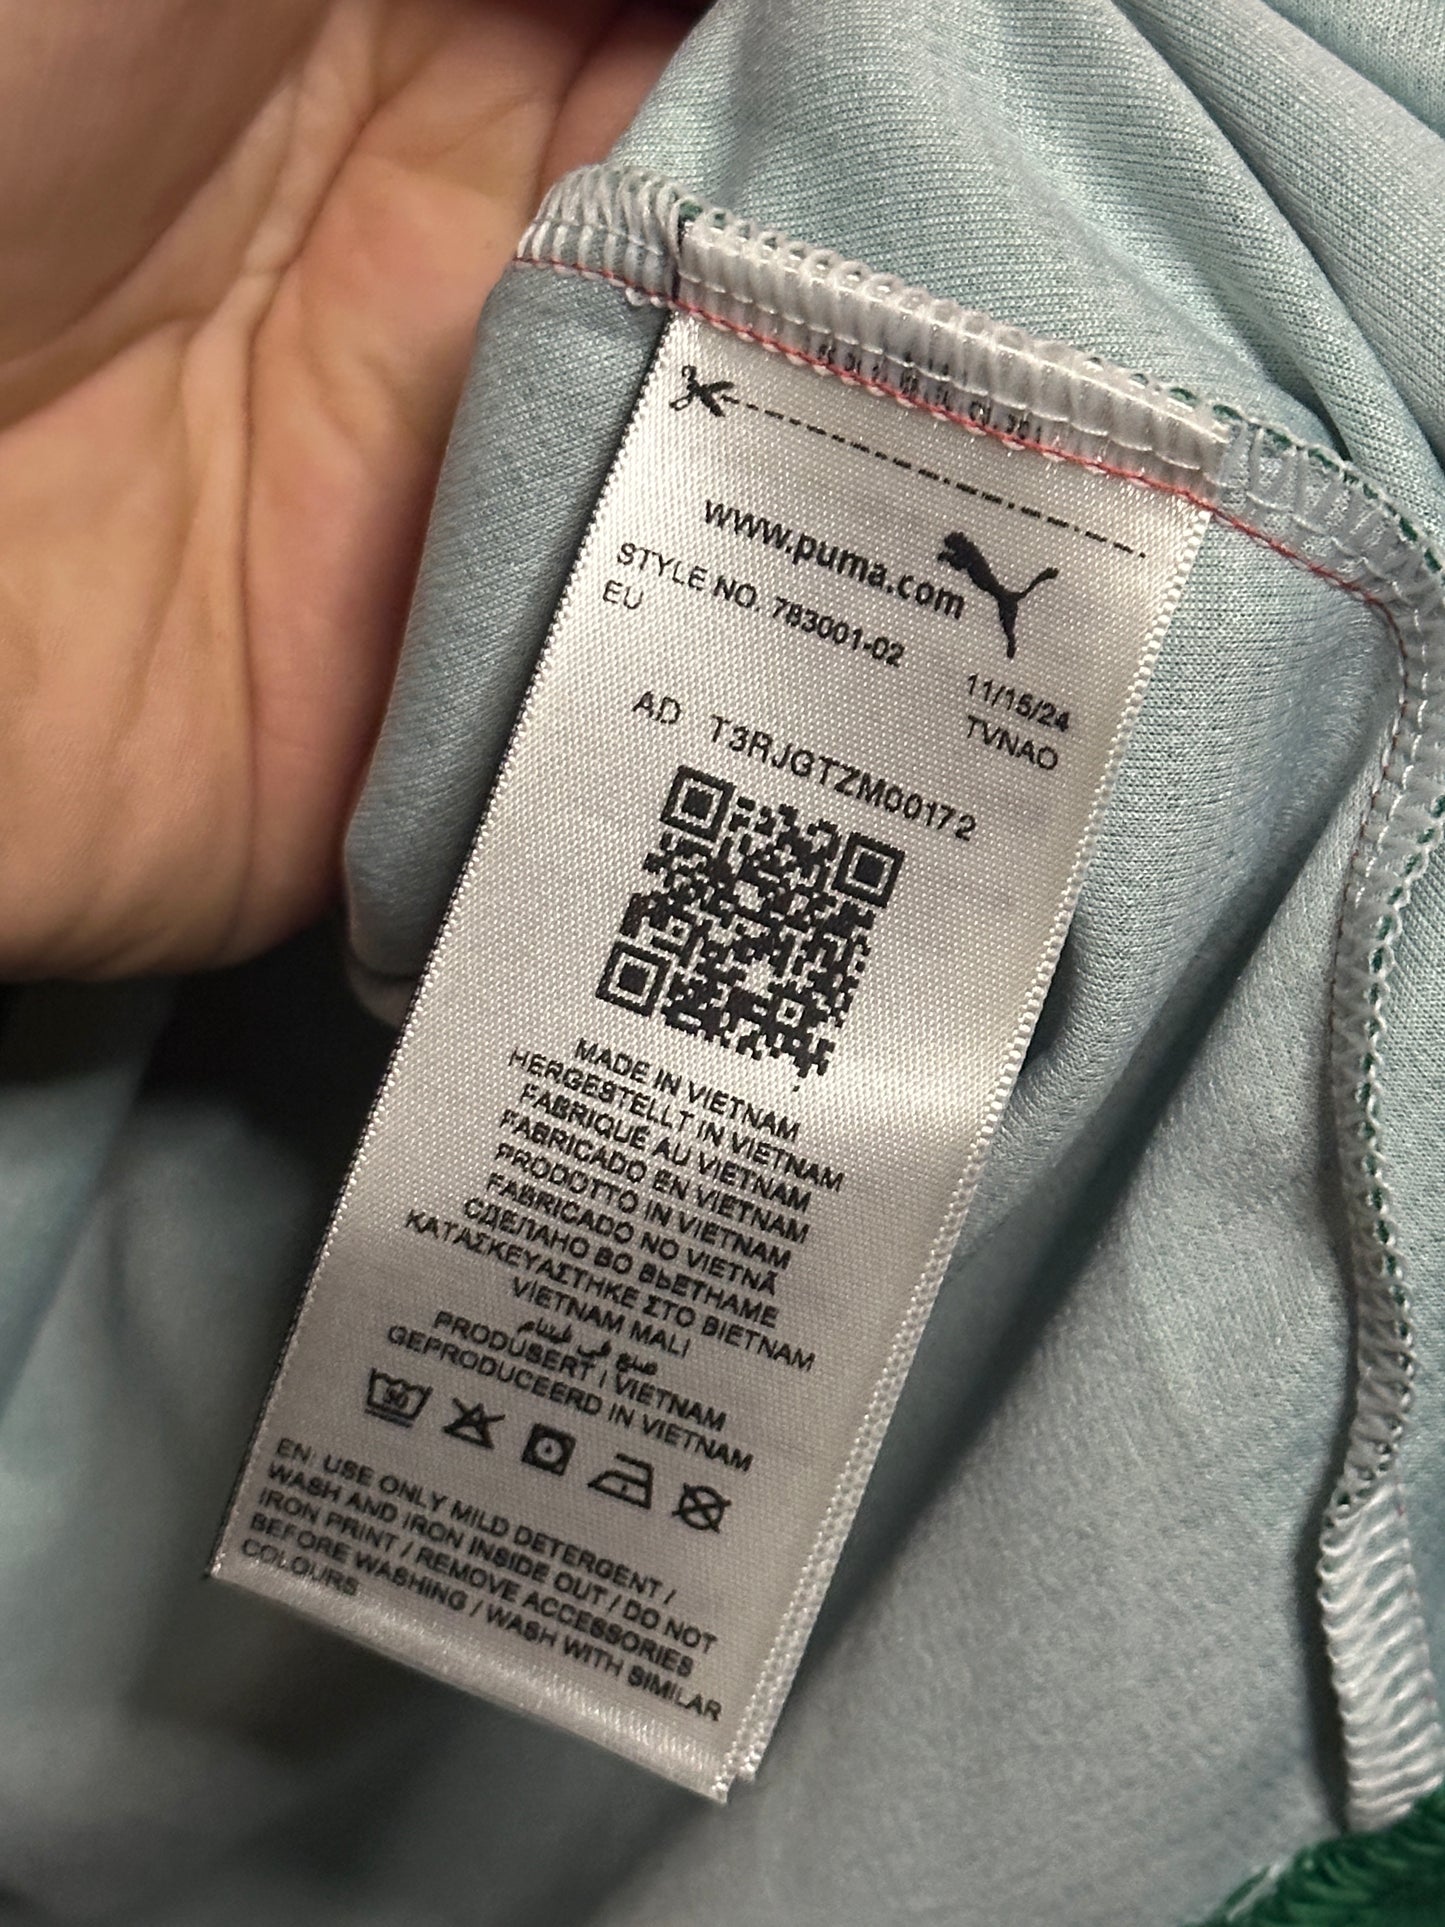 www.puma.com
STYLE NO. 783001-02
EU
11/15/24
TVNAO
AD T3RJGTZM00172
MADE IN VIETNAM
HERGESTELLT IN VIETNAM
FABRIQUÉ AU VIETNAM
FABRICADO EN VIETNAM
PRODOTTO IN VIETNAM
FABRICADO NO VIETNÃ
СДЕЛАНО ВО ВЬЕТНАМЕ
ΚΑΤΑΣΚΕΥΑΣΤΗΚΕ ΣΤΟ ΒΙΕΤΝΑΜ
VIETNAM MALI
صنع في فيتنام
PRODUSERT I VIETNAM
GEPRODUCEERD IN VIETNAM
30
EN: USE ONLY MILD DETERGENT /
WASH AND IRON INSIDE OUT / DO NOT
IRON PRINT / REMOVE ACCESSORIES
BEFORE WASHING / WASH WITH SIMILAR
COLOURS